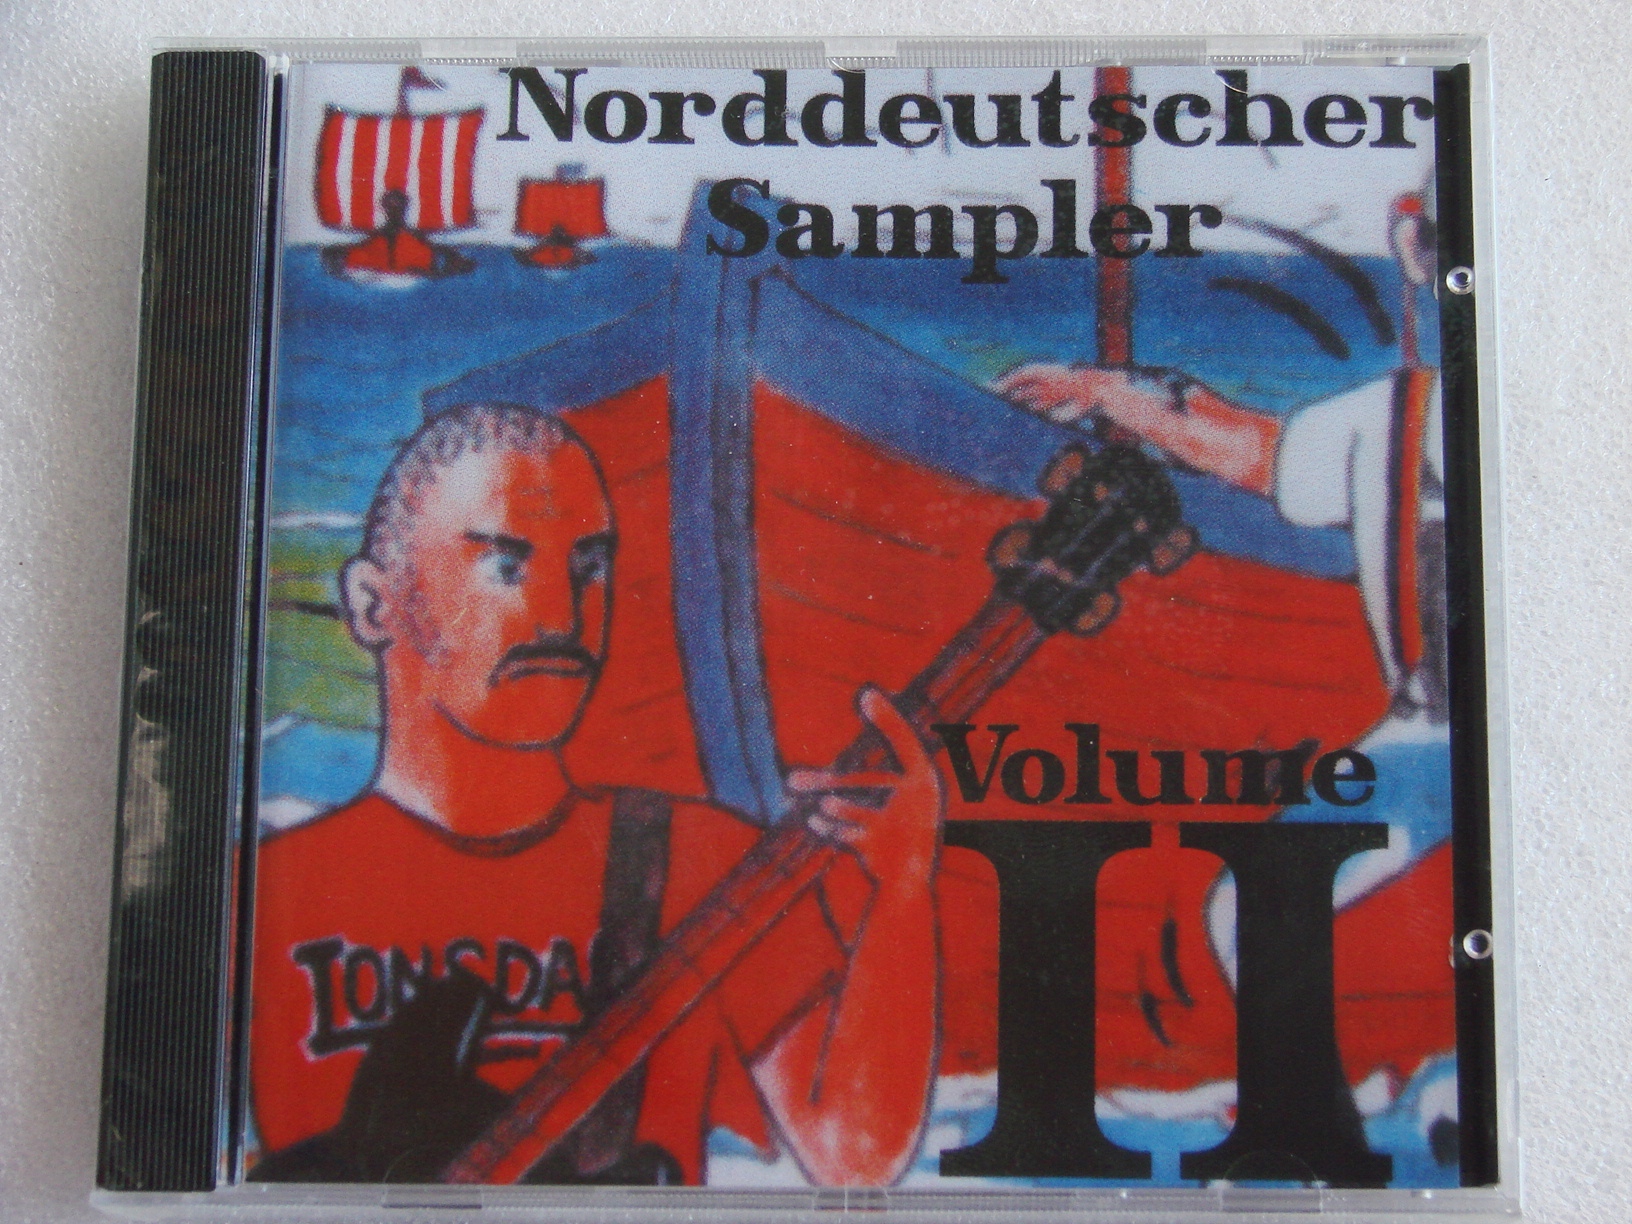 Norddeutscher
Sampler
Volume
II
LONSDA